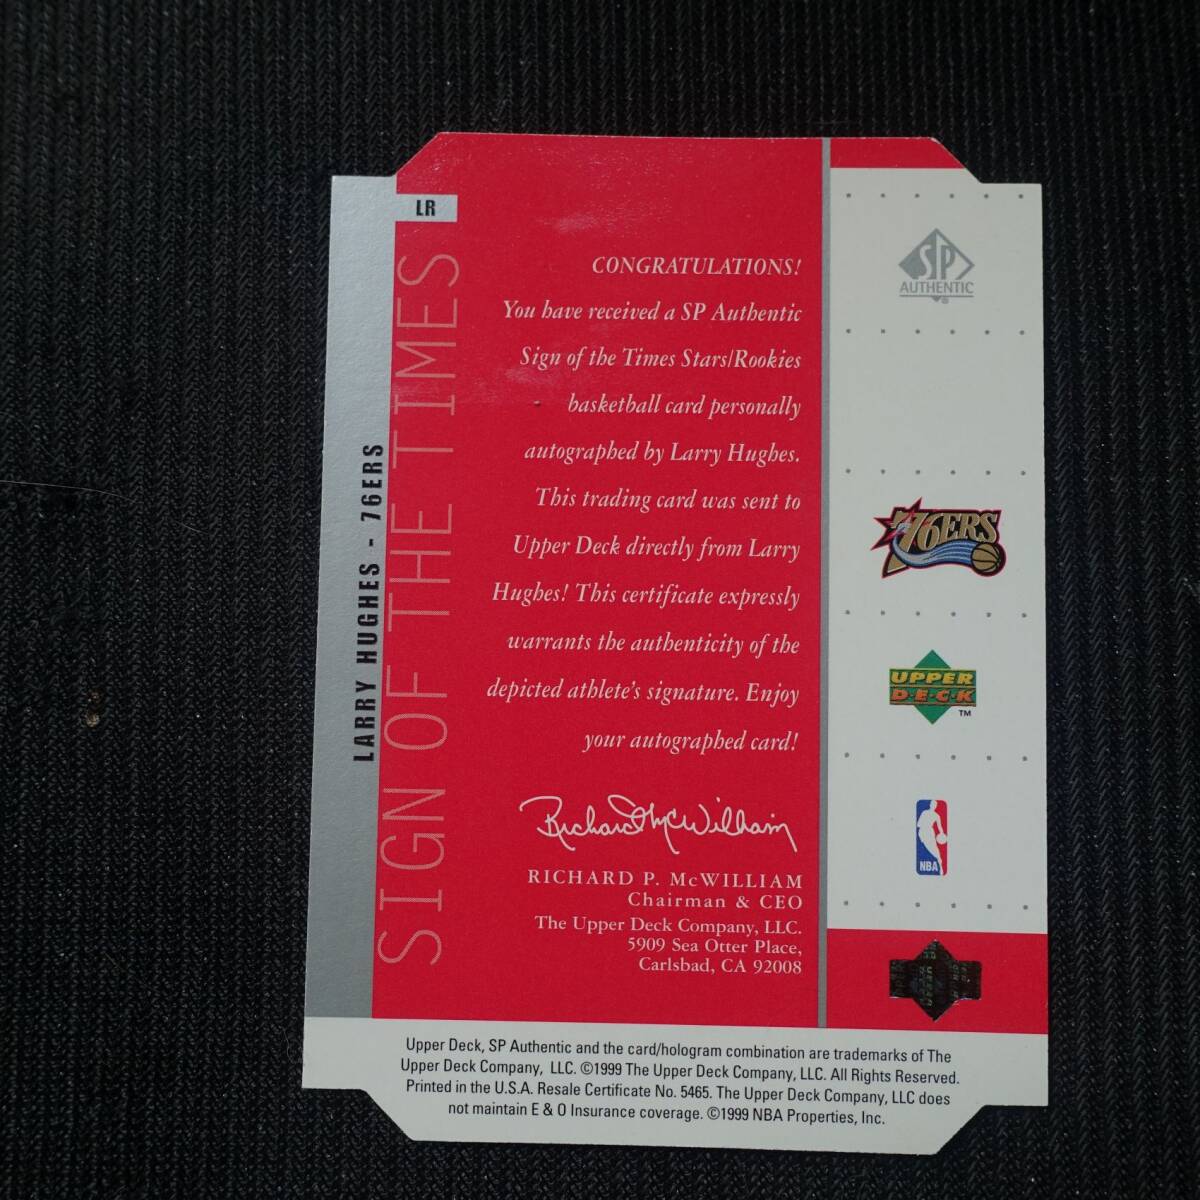 LR
SIGN OF THE TIMES
LARRY HUGHES - 76ERS
CONGRATULATIONS!
You have received a SP Authentic
Sign of the Times Stars/Rookies
basketball card personally
autographed by Larry Hughes.
This trading card was sent to
Upper Deck directly from Larry
Hughes! This certificate expressly
warrants the authenticity of the
depicted athlete's signature. Enjoy
your autographed card!
Richard McWilliam
RICHARD P. McWILLIAM
Chairman & CEO
The Upper Deck Company, LLC.
5909 Sea Otter Place,
Carlsbad, CA 92008
SP
AUTHENTIC
®
76ERS
UPPER
D•E•C•K
™
NBA
Upper Deck, SP Authentic and the card/hologram combination are trademarks of The
Upper Deck Company, LLC. ©1999 The Upper Deck Company, LLC. All Rights Reserved.
Printed in the U.S.A. Resale Certificate No. 5465. The Upper Deck Company, LLC does
not maintain E & O Insurance coverage. ©1999 NBA Properties, Inc.